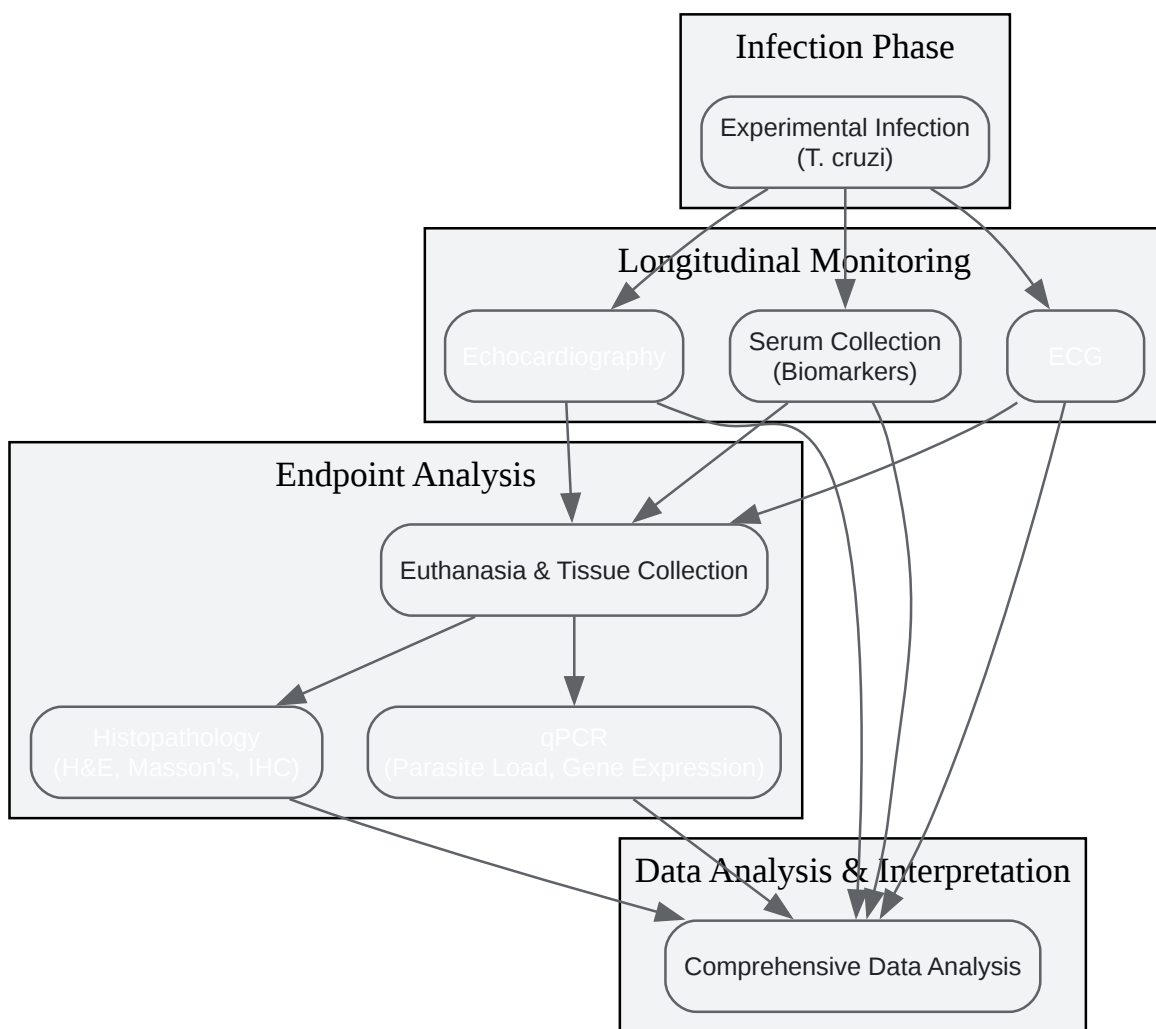 Infection Phase
Experimental Infection
(T. cruzi)
Longitudinal Monitoring
Echocardiography
Serum Collection
(Biomarkers)
ECG
Endpoint Analysis
Euthanasia & Tissue Collection
Histopathology
(H&E, Masson's, IHC)
qPCR
(Parasite Load, Gene Expression)
Data Analysis & Interpretation
Comprehensive Data Analysis